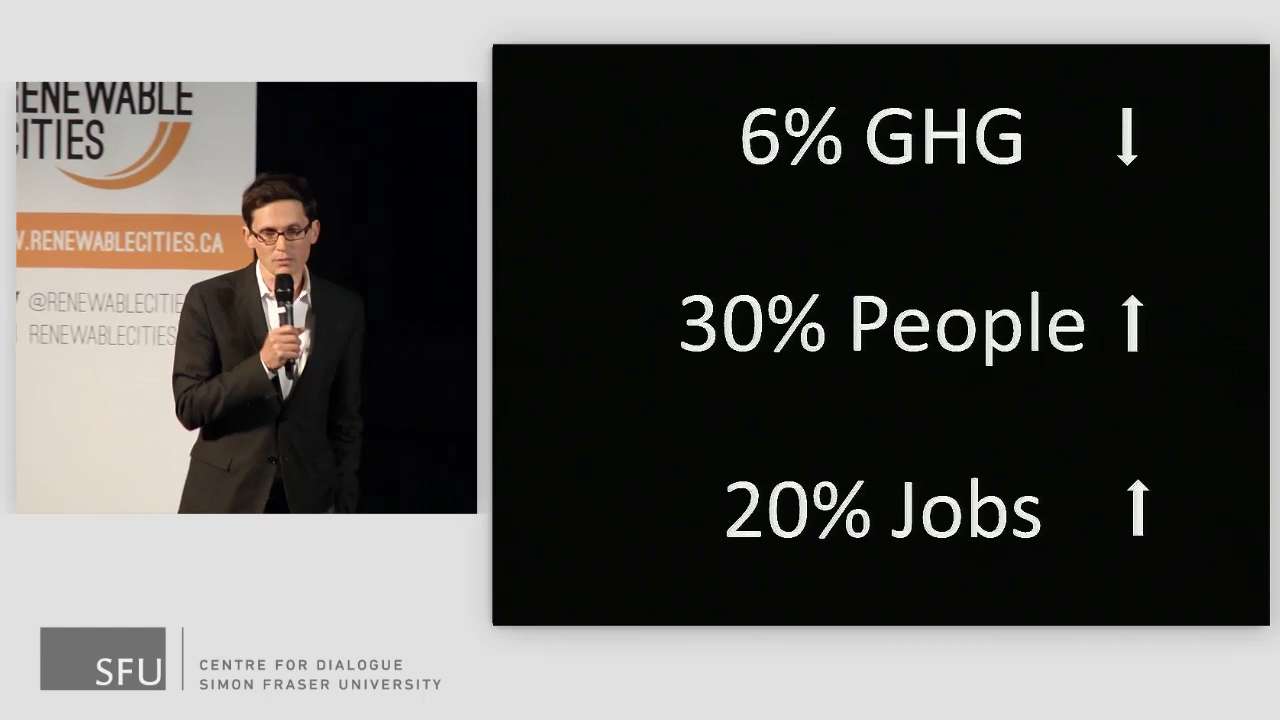 ENEWABLE
CITIES
.RENEWABLECITIES.CA
@RENEWABLECITIE
RENEWABLECITIES
6% GHG ↓
30% People ↑
20% Jobs ↑
SFU
CENTRE FOR DIALOGUE
SIMON FRASER UNIVERSITY